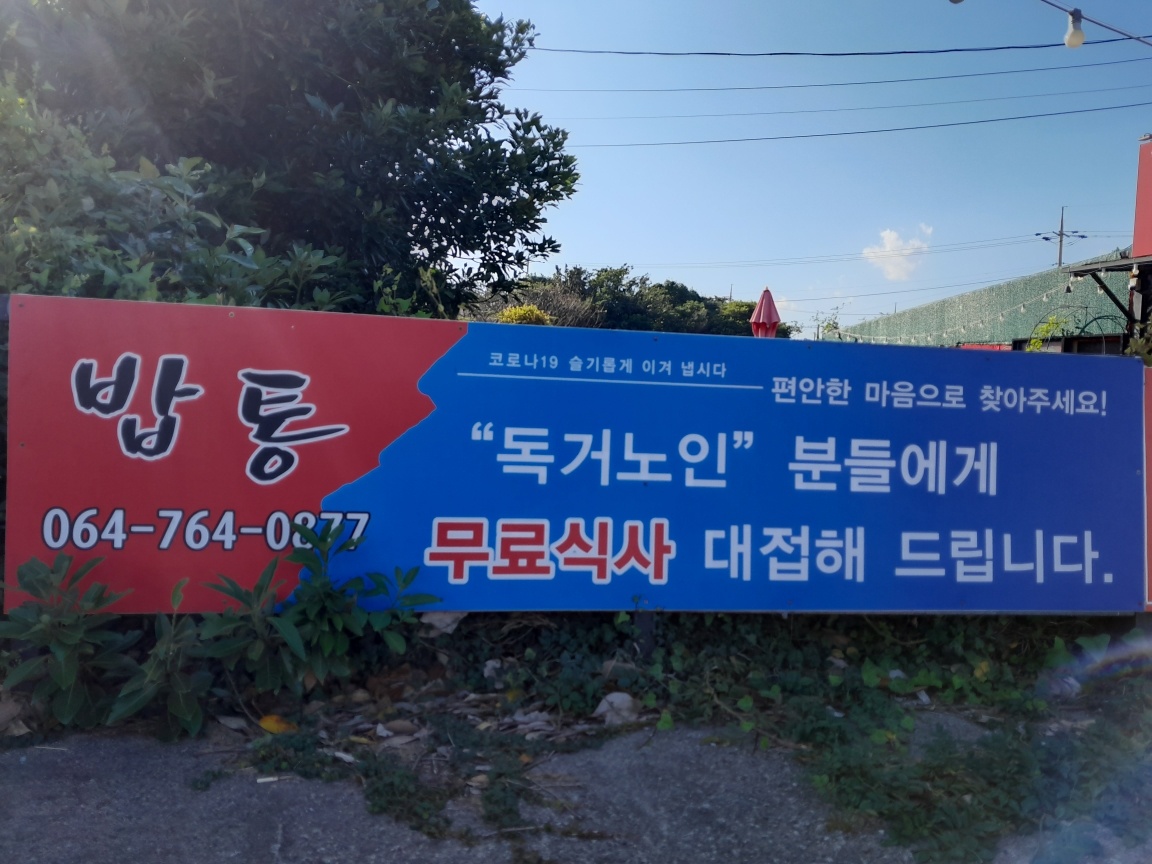 밥통
064-764-0877
코로나19 슬기롭게 이겨 냅시다
편안한 마음으로 찾아주세요!
“독거노인” 분들에게
무료식사 대접해 드립니다.